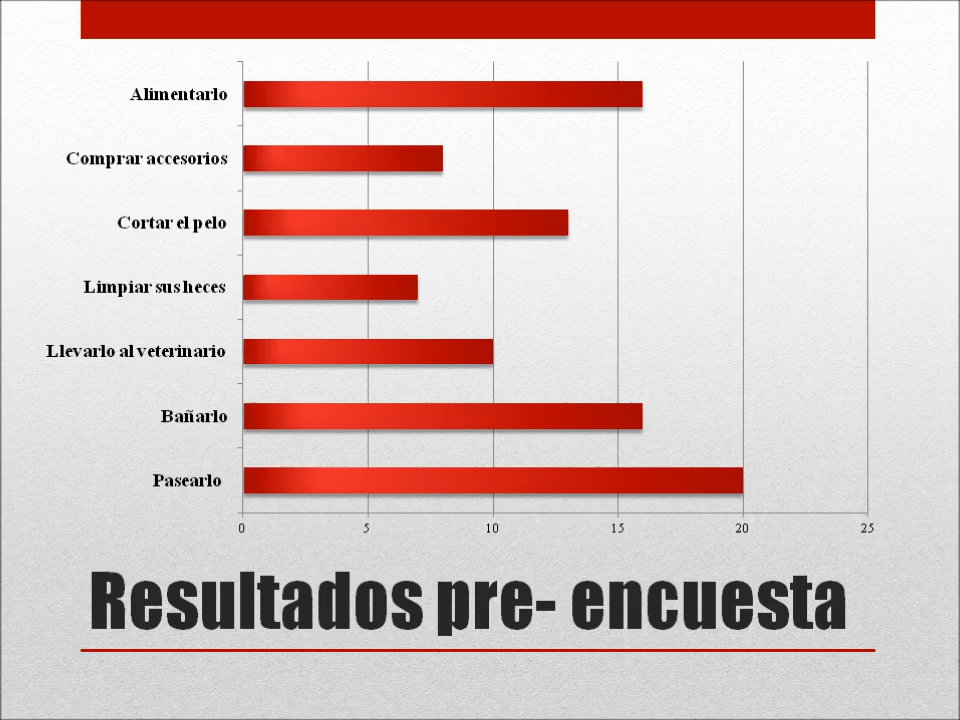 Alimentarlo
Comprar accesorios
Cortar el pelo
Limpiar sus heces
Llevarlo al veterinario
Bañarlo
Pasearlo
0 5 10 15 20 25
Resultados pre- encuesta